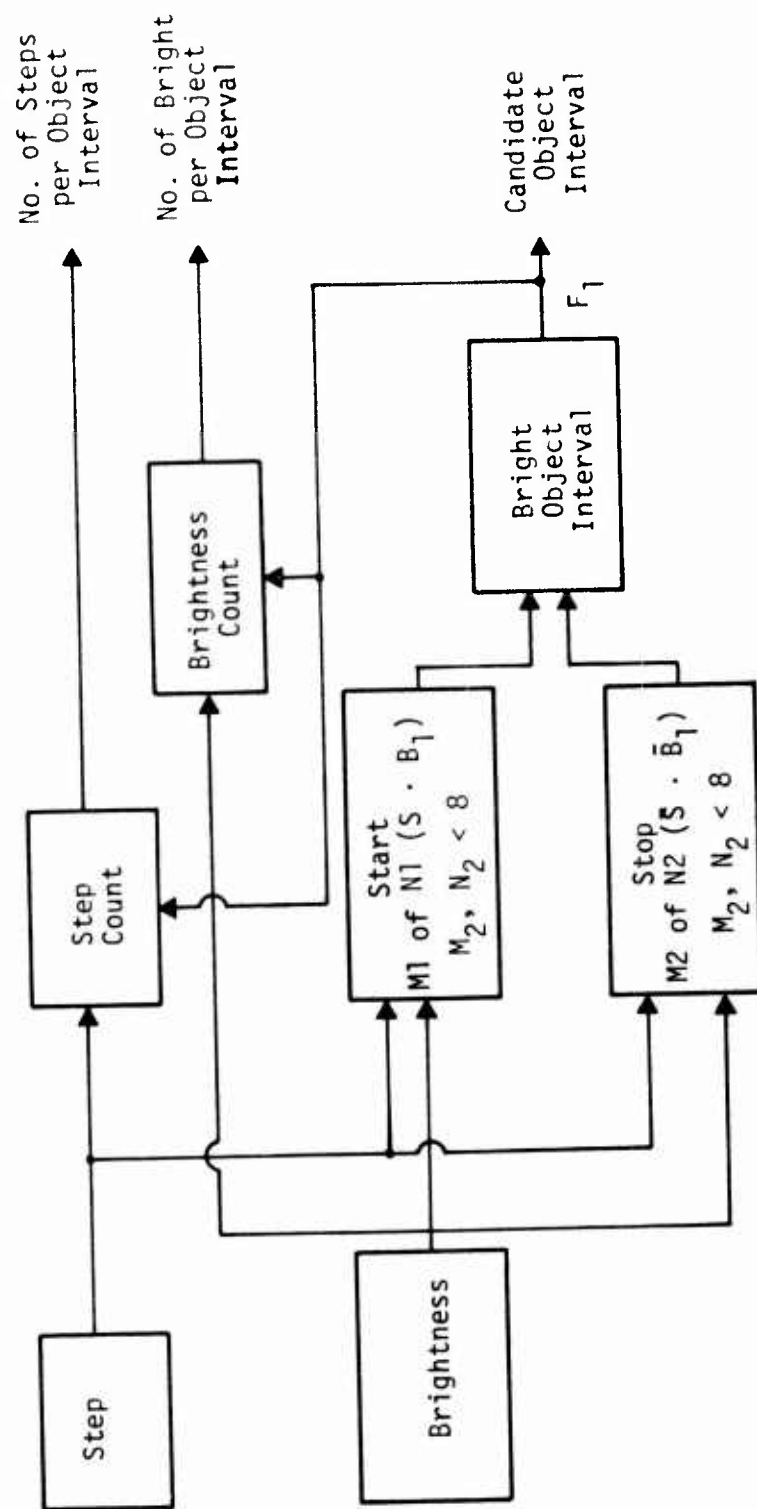 Step
Brightness
Step
Count
Brightness
Count
Start
M1 of N1 (S · B₁)
M₂, N₂ < 8
Stop
M2 of N2 (S̄ · B̄₁)
M₂, N₂ < 8
Bright
Object
Interval
F₁
No. of Steps
per Object
Interval
No. of Bright
per Object
Interval
Candidate
Object
Interval